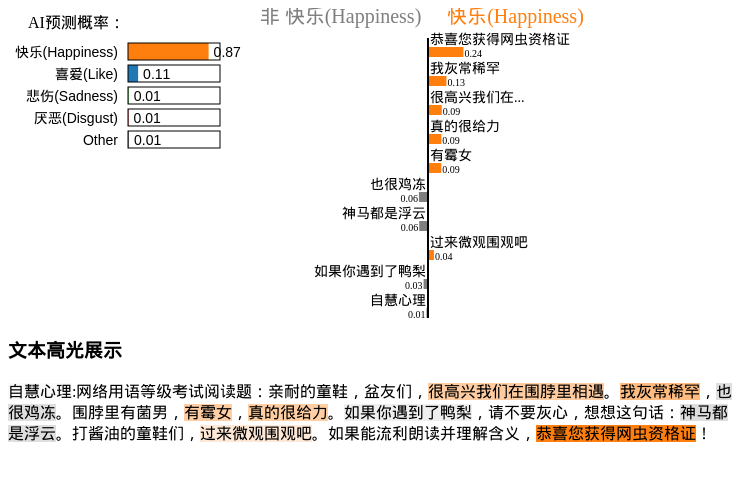 AI预测概率：
非 快乐(Happiness) 快乐(Happiness)
快乐(Happiness) 0.87
喜爱(Like) 0.11
悲伤(Sadness) 0.01
厌恶(Disgust) 0.01
Other 0.01
恭喜您获得网虫资格证
0.24
我灰常稀罕
0.13
很高兴我们在...
0.09
真的很给力
0.09
有霉女
0.09
也很鸡冻
0.06
神马都是浮云
0.06
过来微观围观吧
0.04
如果你遇到了鸭梨
0.03
自慧心理
0.01
文本高光展示
自慧心理:网络用语等级考试阅读题：亲耐的童鞋，盆友们，很高兴我们在围脖里相遇。我灰常稀罕，也
很鸡冻。围脖里有菌男，有霉女，真的很给力。如果你遇到了鸭梨，请不要灰心，想想这句话：神马都
是浮云。打酱油的童鞋们，过来微观围观吧。如果能流利朗读并理解含义，恭喜您获得网虫资格证！